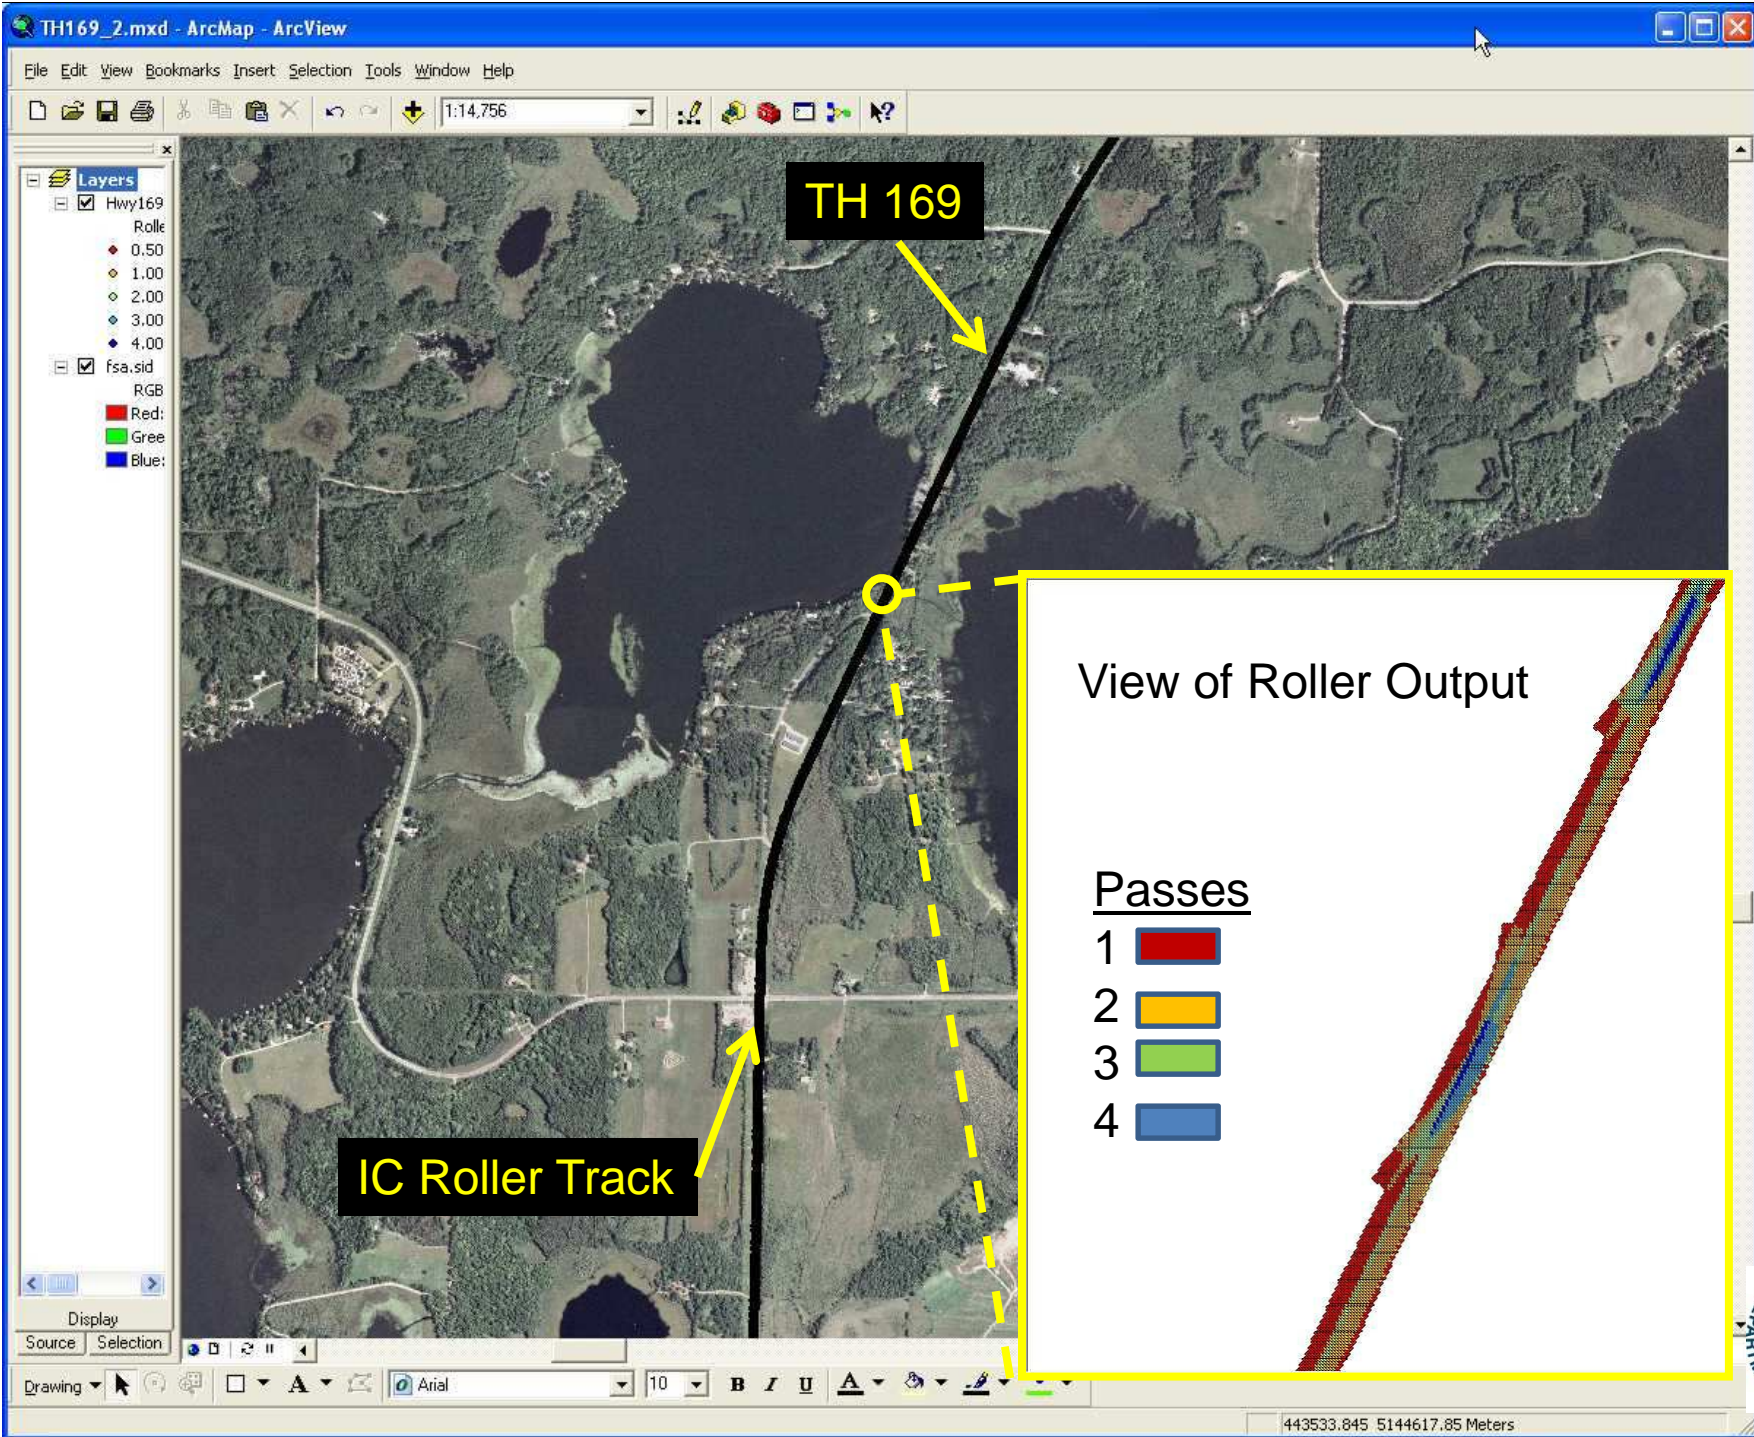 TH169_2.mxd - ArcMap - ArcView
File Edit View Bookmarks Insert Selection Tools Window Help
1:14,756
Layers
Hwy169
Rolle
0.50
1.00
2.00
3.00
4.00
fsa.sid
RGB
Red:
Gree
Blue:
TH 169
View of Roller Output
Passes
1
2
3
4
IC Roller Track
Display
Source Selection
Drawing A Arial 10 B I U A
443533.845 5144617.85 Meters